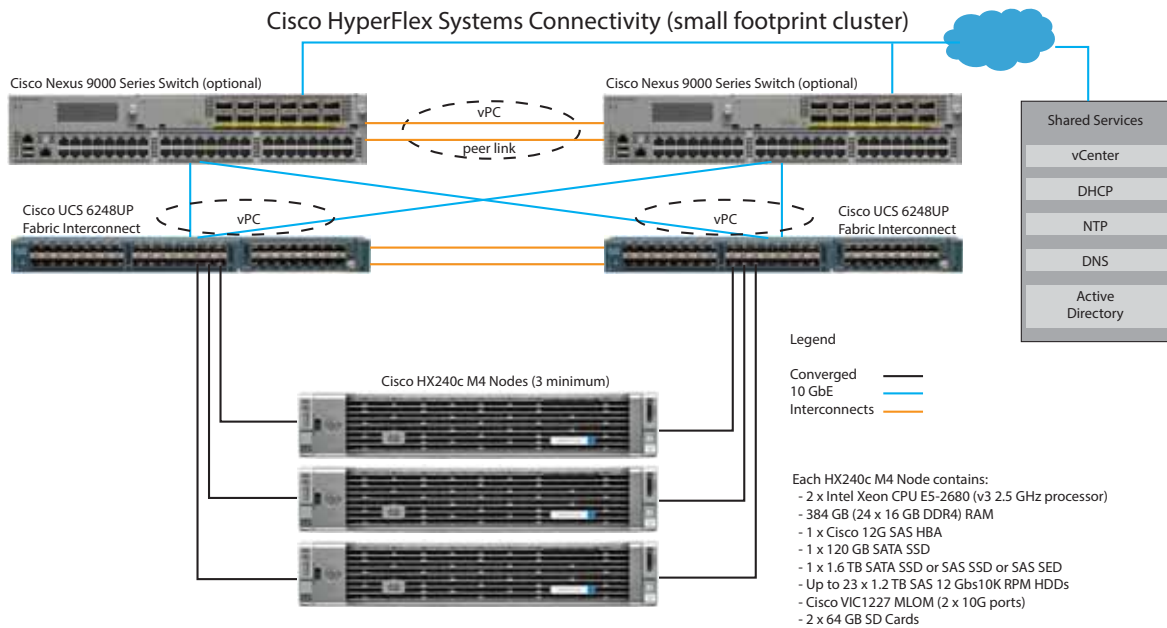 Cisco HyperFlex Systems Connectivity (small footprint cluster)
Cisco Nexus 9000 Series Switch (optional)
Cisco Nexus 9000 Series Switch (optional)
vPC
peer link
Cisco UCS 6248UP
Fabric Interconnect
vPC
vPC
Cisco UCS 6248UP
Fabric Interconnect
Shared Services
vCenter
DHCP
NTP
DNS
Active
Directory
Cisco HX240c M4 Nodes (3 minimum)
Legend
Converged
10 GbE
Interconnects
Each HX240c M4 Node contains:
- 2 x Intel Xeon CPU E5-2680 (v3 2.5 GHz processor)
- 384 GB (24 x 16 GB DDR4) RAM
- 1 x Cisco 12G SAS HBA
- 1 x 120 GB SATA SSD
- 1 x 1.6 TB SATA SSD or SAS SSD or SAS SED
- Up to 23 x 1.2 TB SAS 12 Gbs10K RPM HDDs
- Cisco VIC1227 MLOM (2 x 10G ports)
- 2 x 64 GB SD Cards